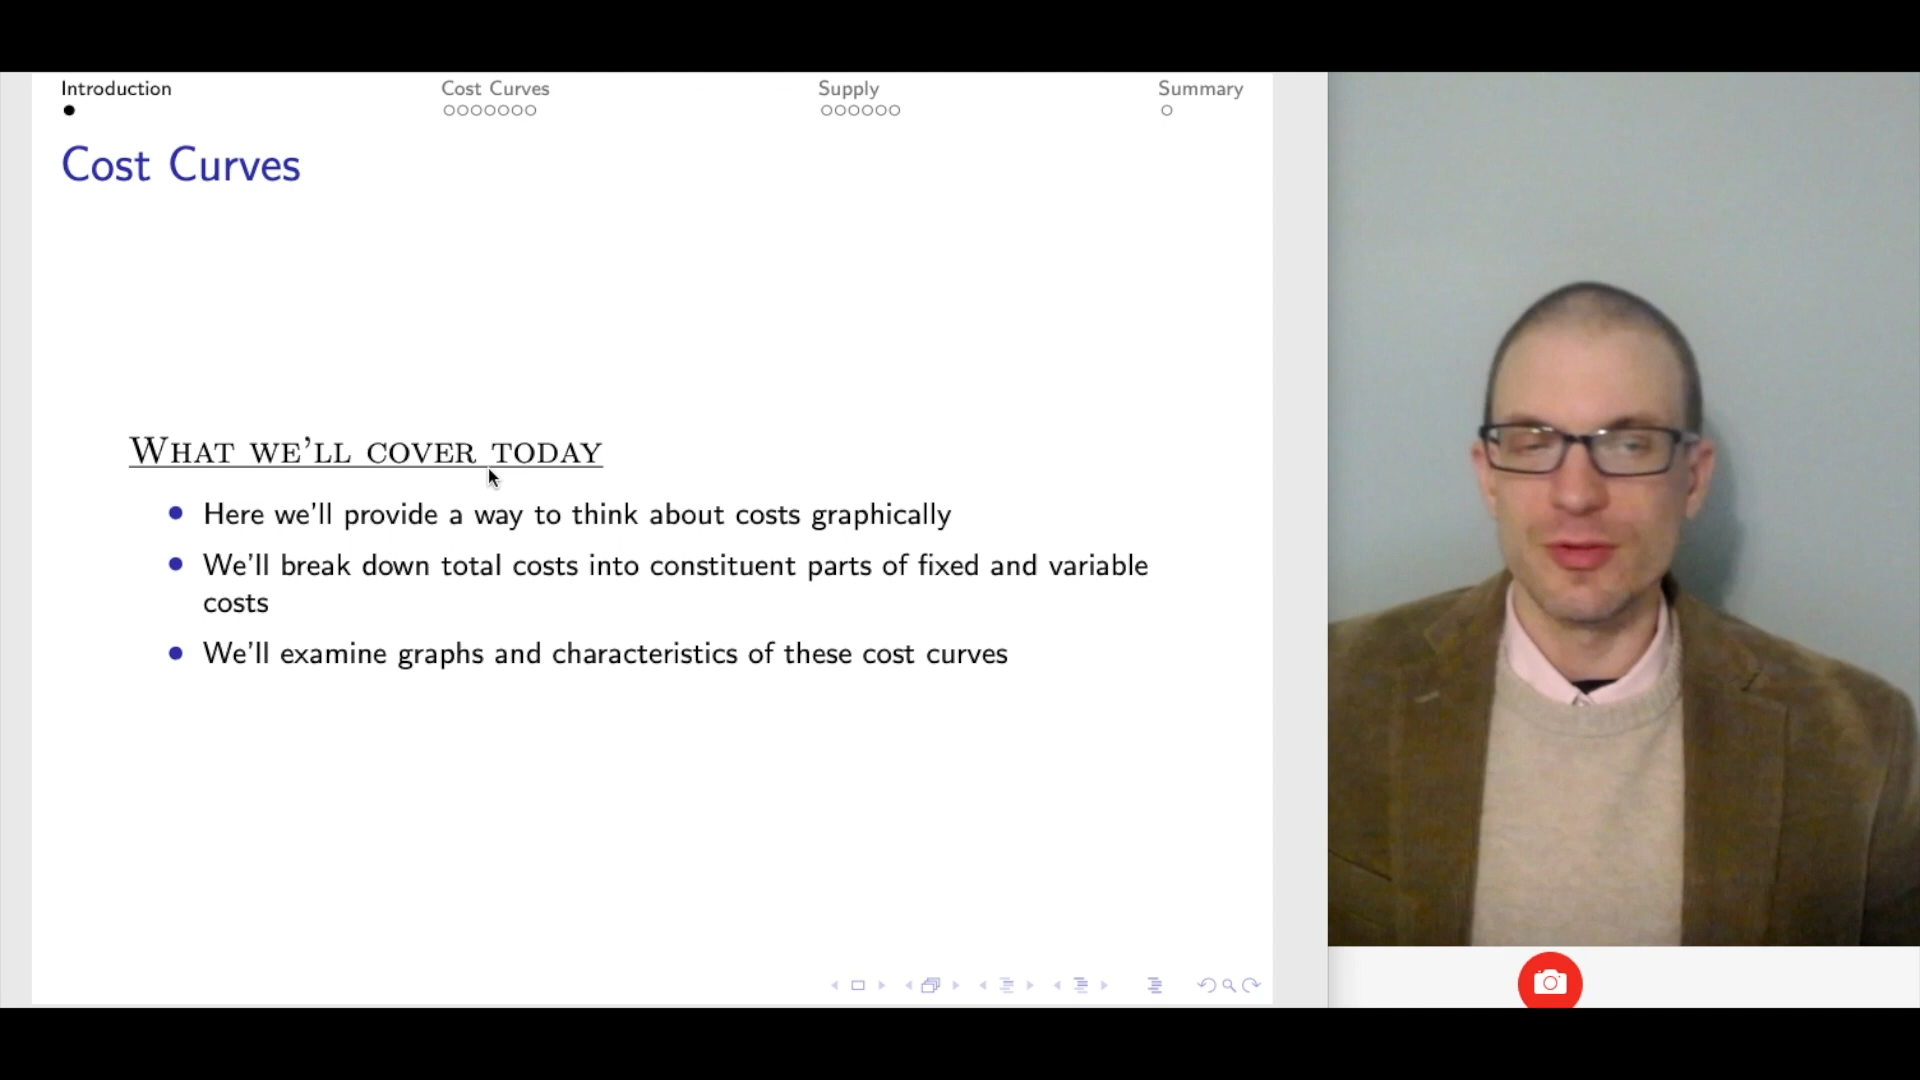 Introduction
Cost Curves
Supply
Summary
Cost Curves
What we'll cover today
Here we'll provide a way to think about costs graphically
We'll break down total costs into constituent parts of fixed and variable
costs
We'll examine graphs and characteristics of these cost curves